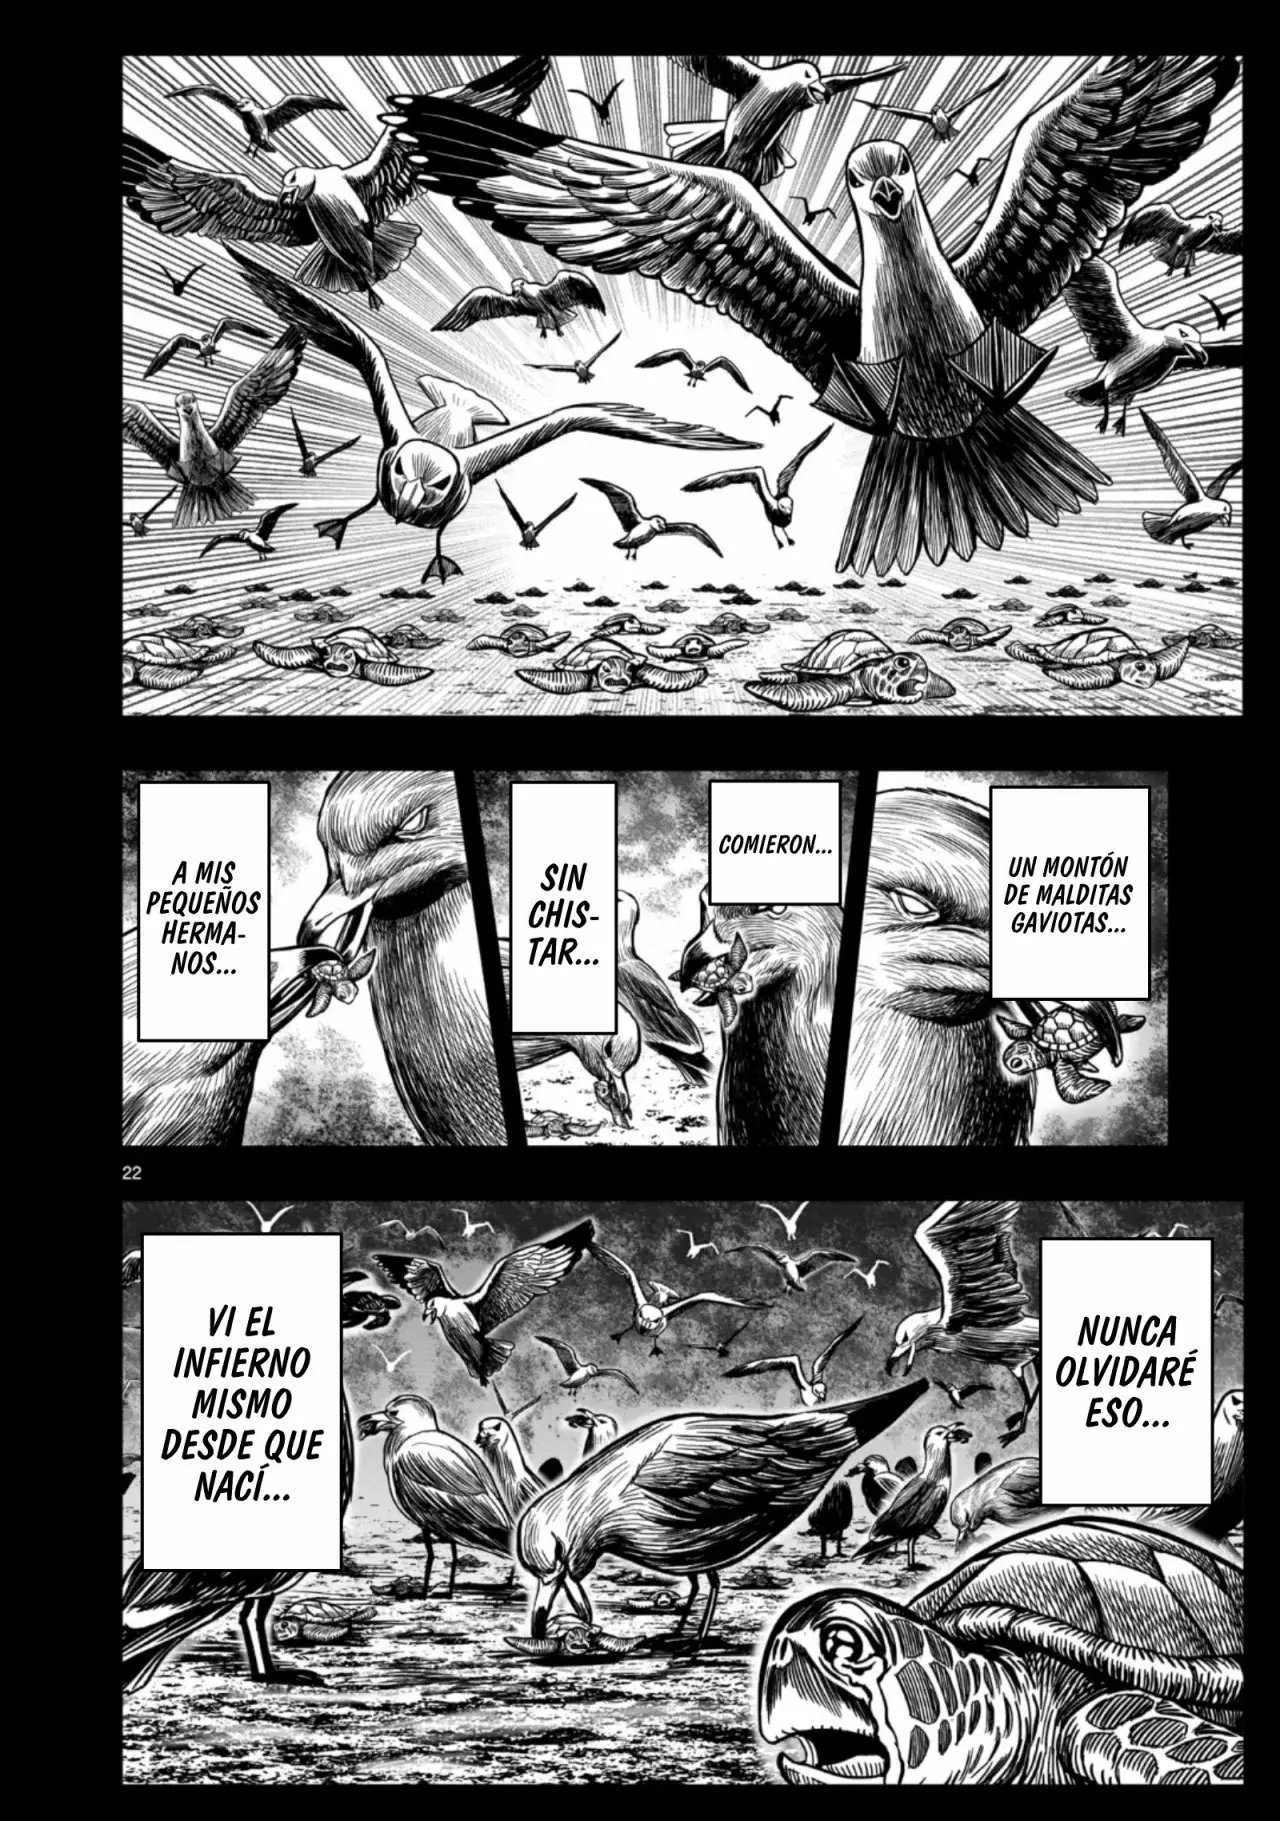 UN MONTÓN
DE MALDITAS
GAVIOTAS...
COMIERON...
SIN
CHIS-
TAR...
A MIS
PEQUEÑOS
HERMA-
NOS...
22
NUNCA
OLVIDARÉ
ESO...
VI EL
INFIERNO
MISMO
DESDE QUE
NACÍ...